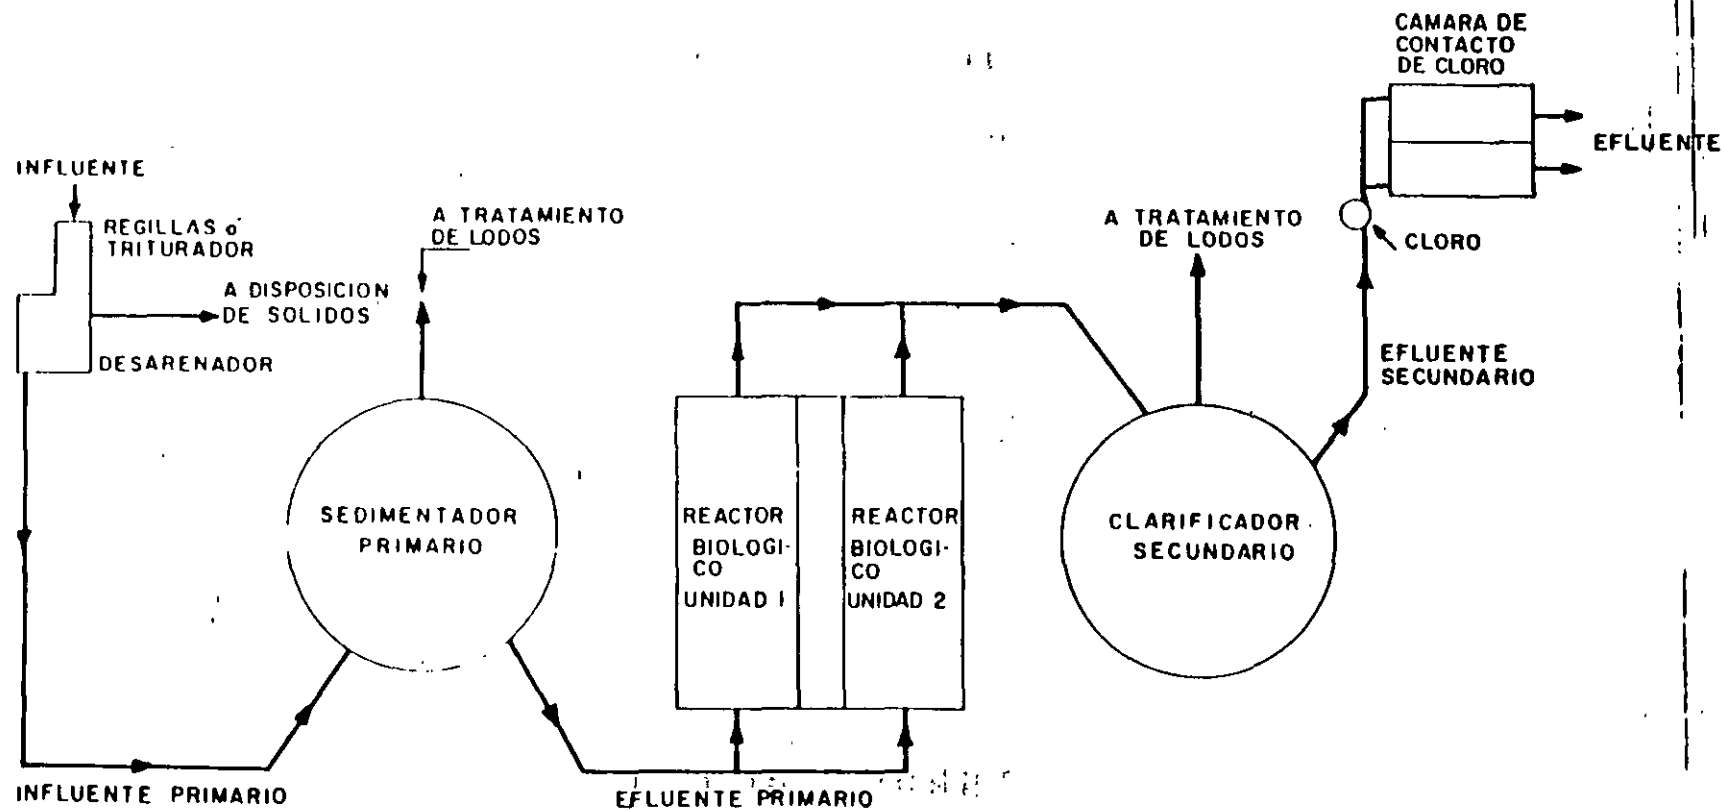 INFLUENTE
REGILLAS ó
TRITURADOR
A DISPOSICION
DE SOLIDOS
DESARENADOR
INFLUENTE PRIMARIO
A TRATAMIENTO
DE LODOS
SEDIMENTADOR
PRIMARIO
EFLUENTE PRIMARIO
REACTOR
BIOLOGI-
CO
UNIDAD 1
REACTOR
BIOLOGI-
CO
UNIDAD 2
A TRATAMIENTO
DE LODOS
CLARIFICADOR
SECUNDARIO
EFLUENTE
SECUNDARIO
CLORO
CAMARA DE
CONTACTO
DE CLORO
EFLUENTE